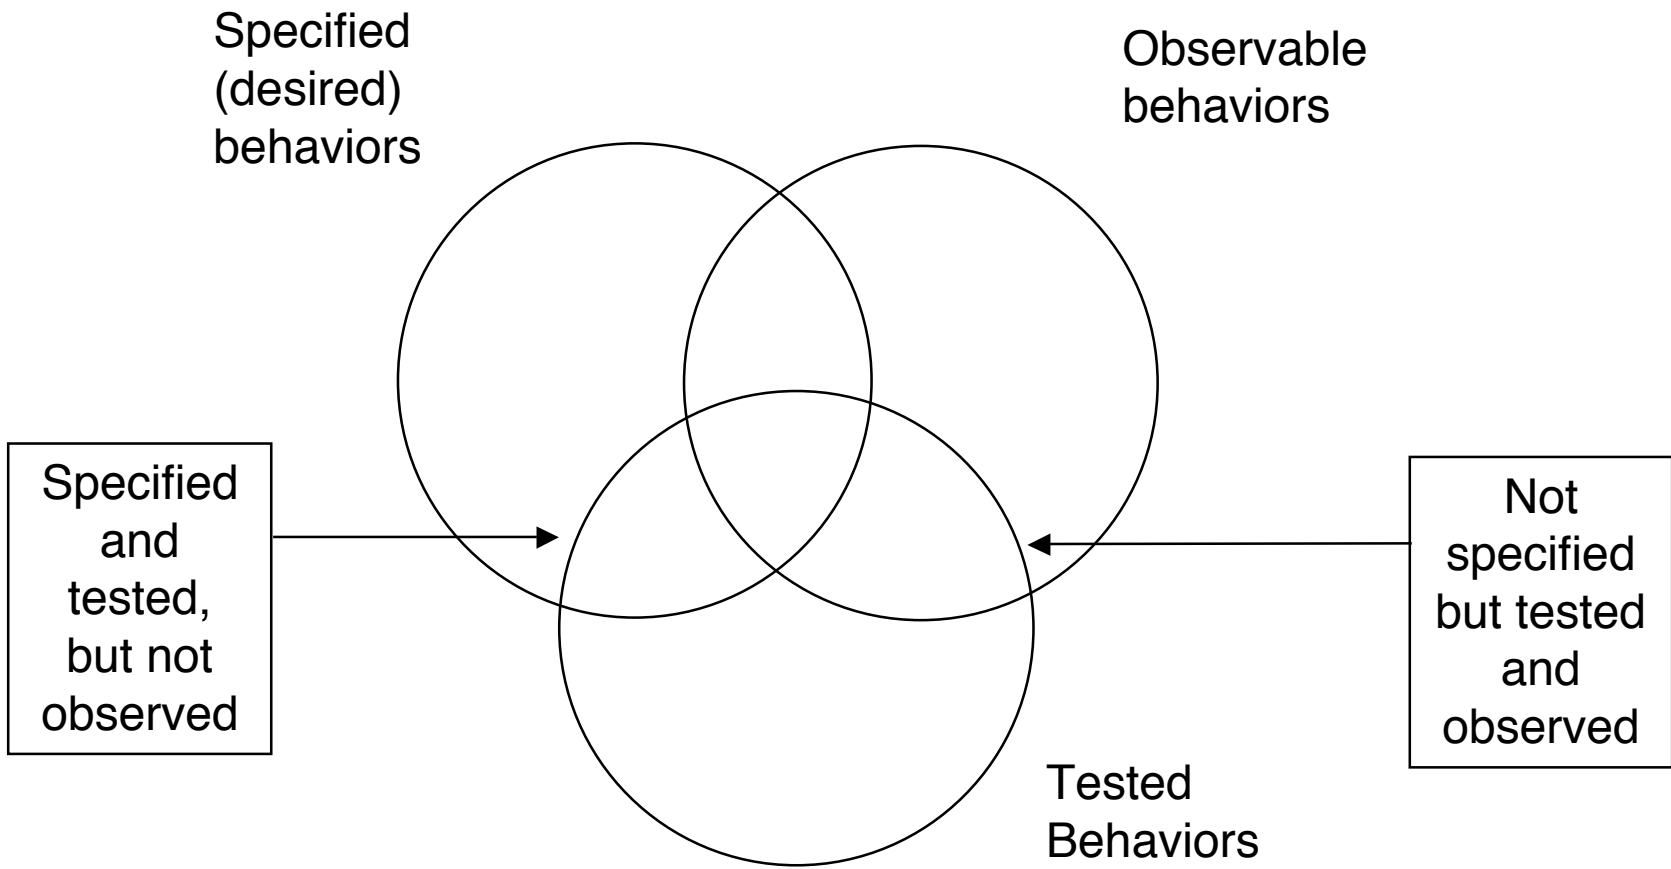 Specified
(desired)
behaviors
Observable
behaviors
Specified
and
tested,
but not
observed
Not
specified
but tested
and
observed
Tested
Behaviors